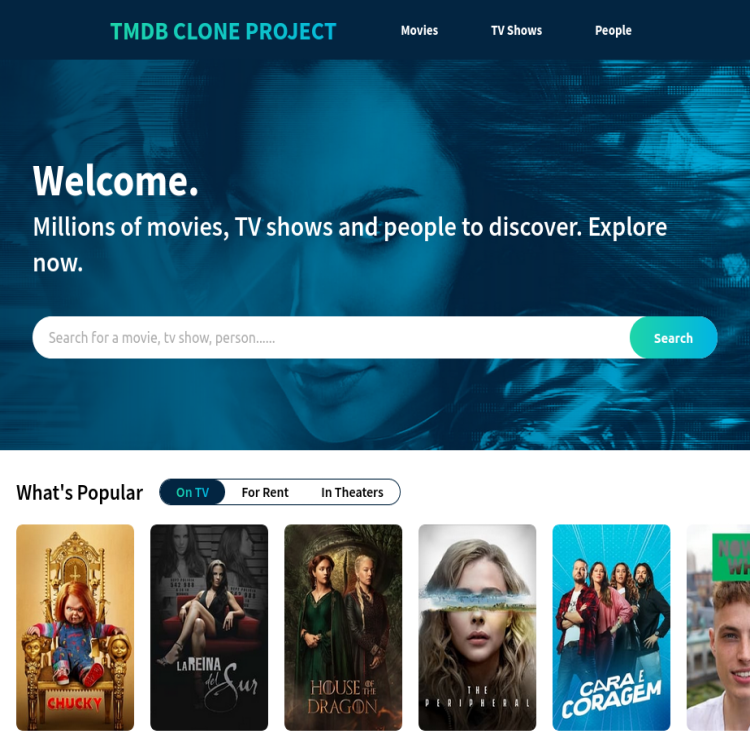 TMDB CLONE PROJECT
Movies
TV Shows
People
Welcome.
Millions of movies, TV shows and people to discover. Explore
now.
Search for a movie, tv show, person......
Search
What's Popular
On TV
For Rent
In Theaters
CHUCKY
LA REINA
del Sur
HOUSE OF THE
DRAGON
THE
PERIPHERAL
CARA E
CORAGEM